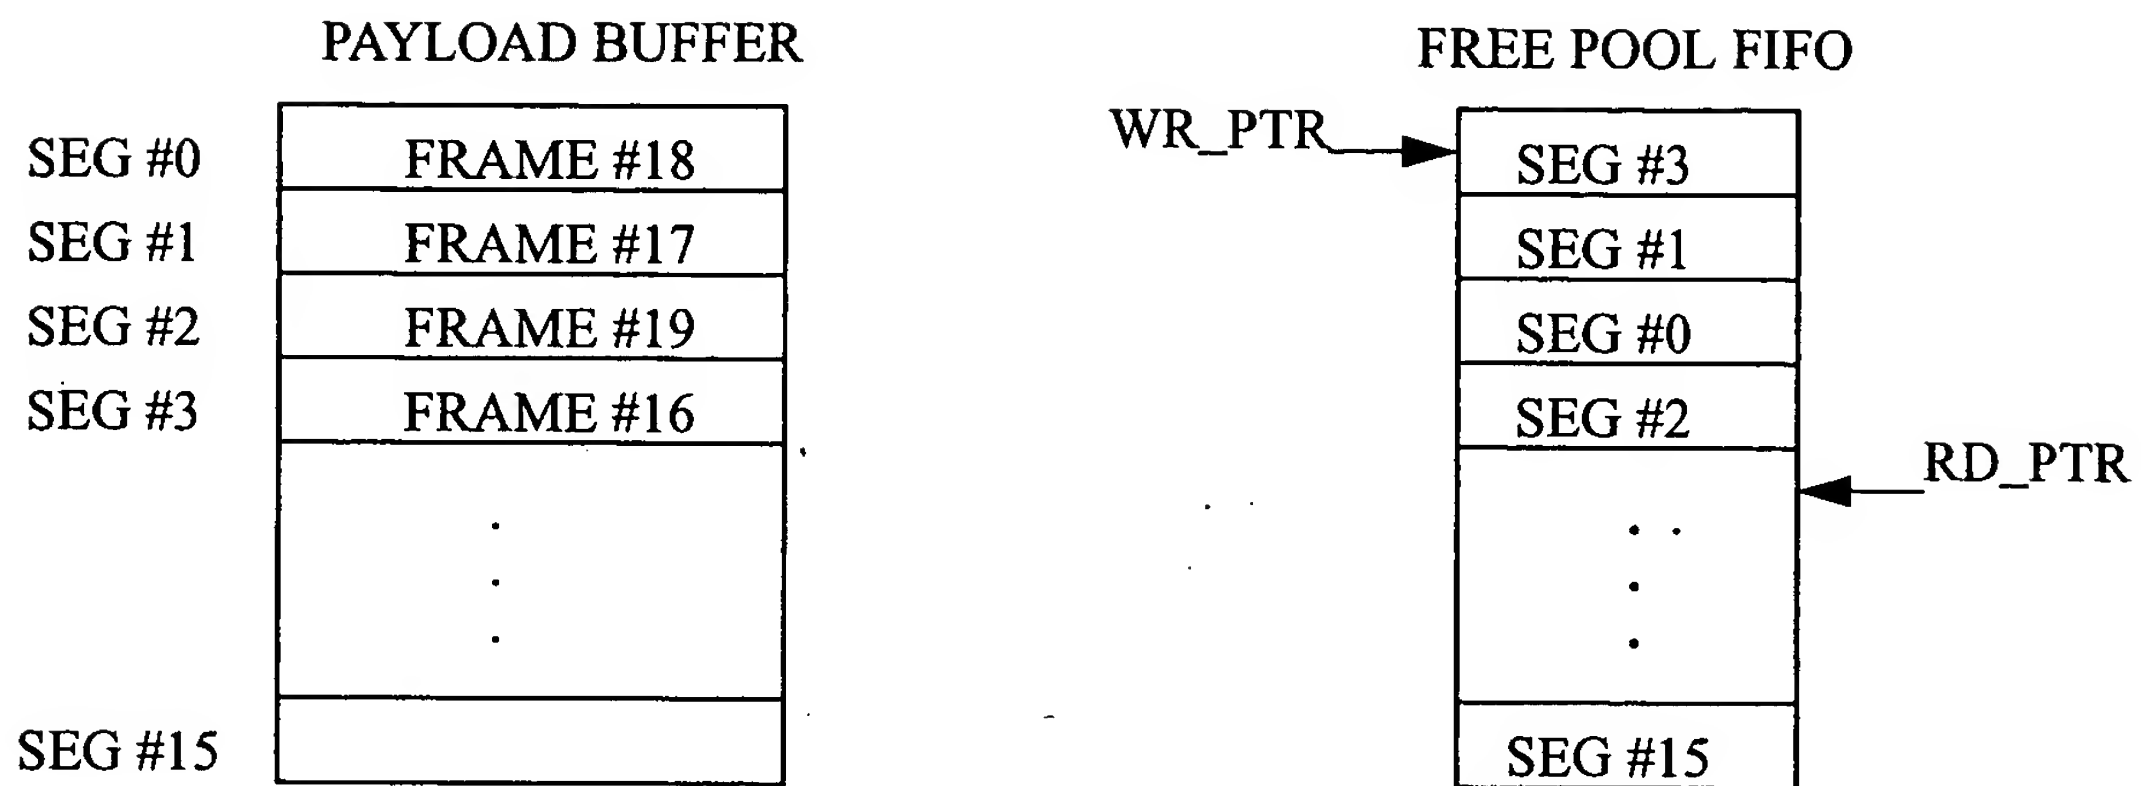 PAYLOAD BUFFER
SEG #0 FRAME #18
SEG #1 FRAME #17
SEG #2 FRAME #19
SEG #3 FRAME #16
SEG #15
FREE POOL FIFO
WR_PTR
SEG #3
SEG #1
SEG #0
SEG #2
RD_PTR
SEG #15